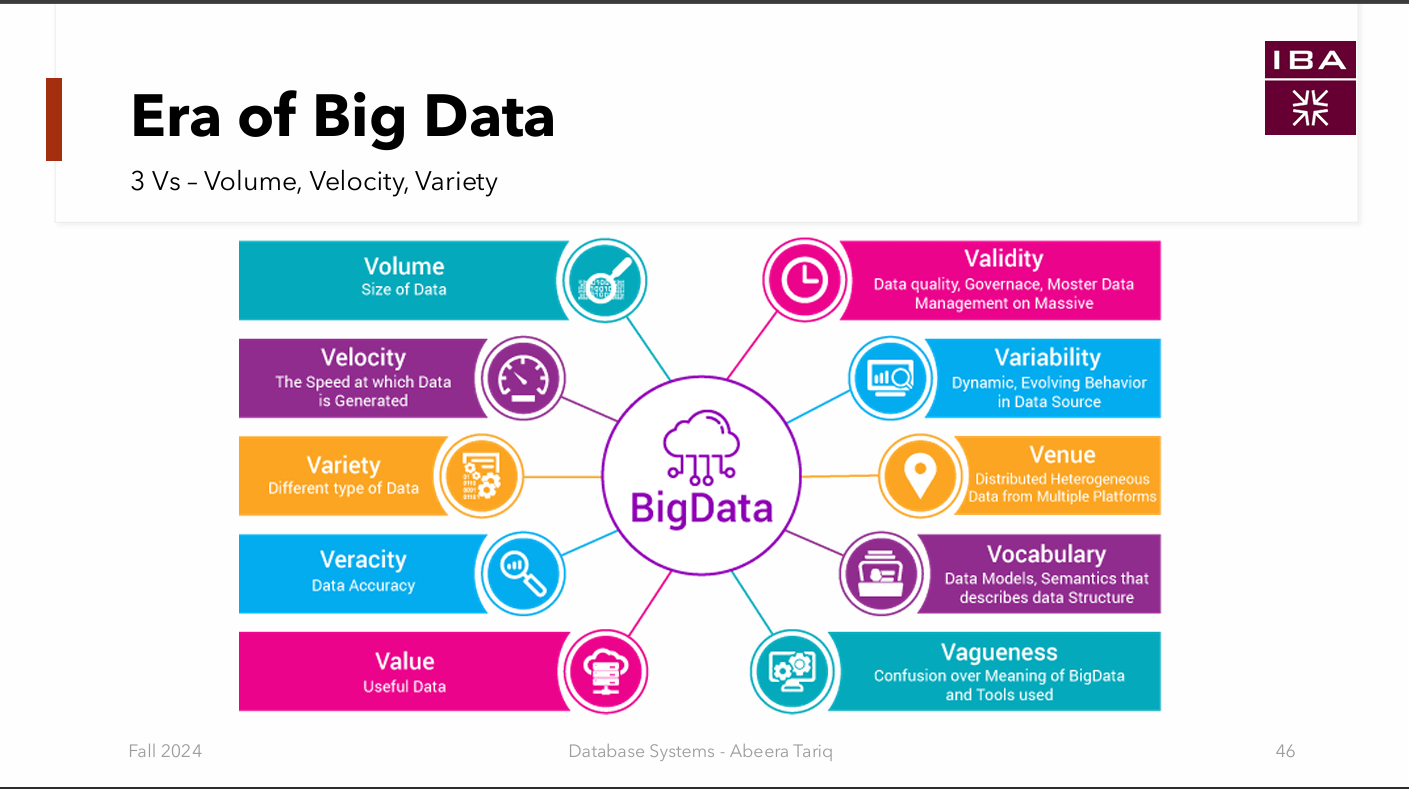 IBA
Era of Big Data
3 Vs – Volume, Velocity, Variety
Volume
Size of Data
Velocity
The Speed at which Data
is Generated
Variety
Different type of Data
Veracity
Data Accuracy
Value
Useful Data
BigData
Validity
Data quality, Governace, Moster Data
Management on Massive
Variability
Dynamic, Evolving Behavior
in Data Source
Venue
Distributed Heterogeneous
Data from Multiple Platforms
Vocabulary
Data Models, Semantics that
describes data Structure
Vagueness
Confusion over Meaning of BigData
and Tools used
Fall 2024
Database Systems - Abeera Tariq
46